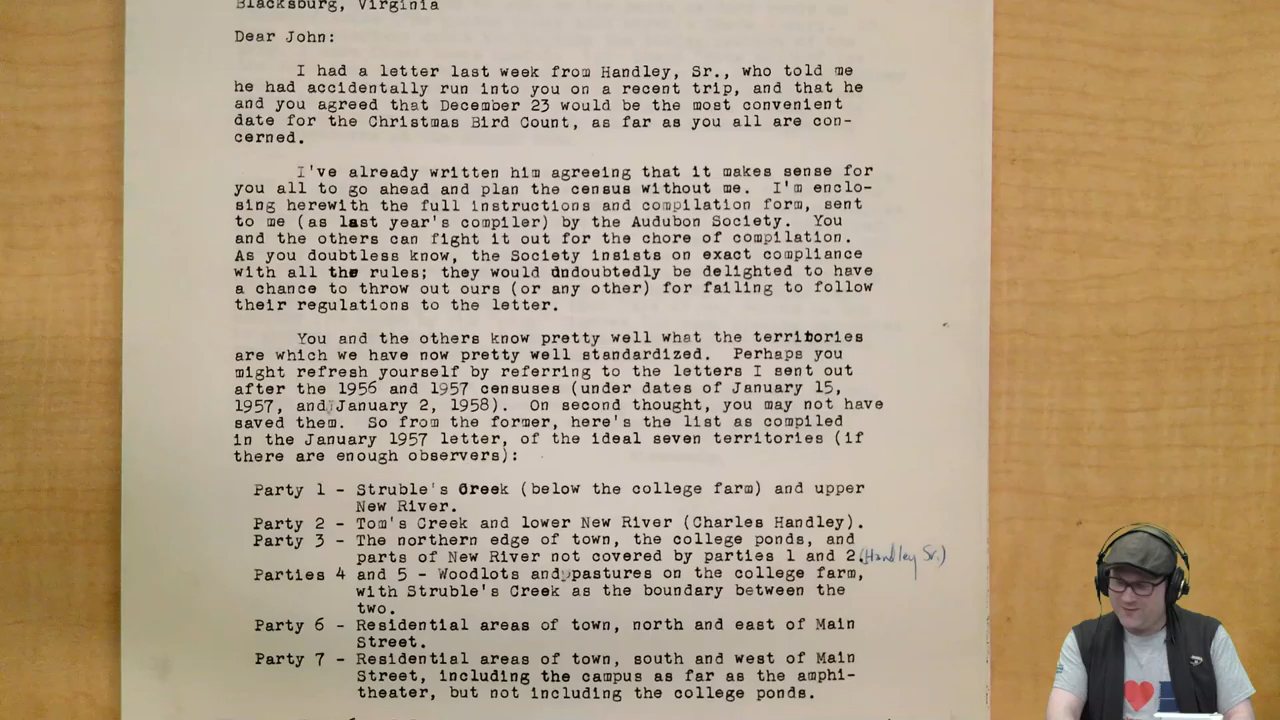 Blacksburg, Virginia
Dear John:
I had a letter last week from Handley, Sr., who told me
he had accidentally run into you on a recent trip, and that he
and you agreed that December 23 would be the most convenient
date for the Christmas Bird Count, as far as you all are con-
cerned.
I've already written him agreeing that it makes sense for
you all to go ahead and plan the census without me. I'm enclo-
sing herewith the full instructions and compilation form, sent
to me (as last year's compiler) by the Audubon Society. You
and the others can fight it out for the chore of compilation.
As you doubtless know, the Society insists on exact compliance
with all the rules; they would undoubtedly be delighted to have
a chance to throw out ours (or any other) for failing to follow
their regulations to the letter.
You and the others know pretty well what the territories
are which we have now pretty well standardized. Perhaps you
might refresh yourself by referring to the letters I sent out
after the 1956 and 1957 censuses (under dates of January 15,
1957, and January 2, 1958). On second thought, you may not have
saved them. So from the former, here's the list as compiled
in the January 1957 letter, of the ideal seven territories (if
there are enough observers):
Party 1 - Struble's Creek (below the college farm) and upper
New River.
Party 2 - Tom's Creek and lower New River (Charles Handley).
Party 3 - The northern edge of town, the college ponds, and
parts of New River not covered by parties 1 and 2. (Handley Sr.)
Parties 4 and 5 - Woodlots and pastures on the college farm,
with Struble's Creek as the boundary between the
two.
Party 6 - Residential areas of town, north and east of Main
Street.
Party 7 - Residential areas of town, south and west of Main
Street, including the campus as far as the amphi-
theater, but not including the college ponds.